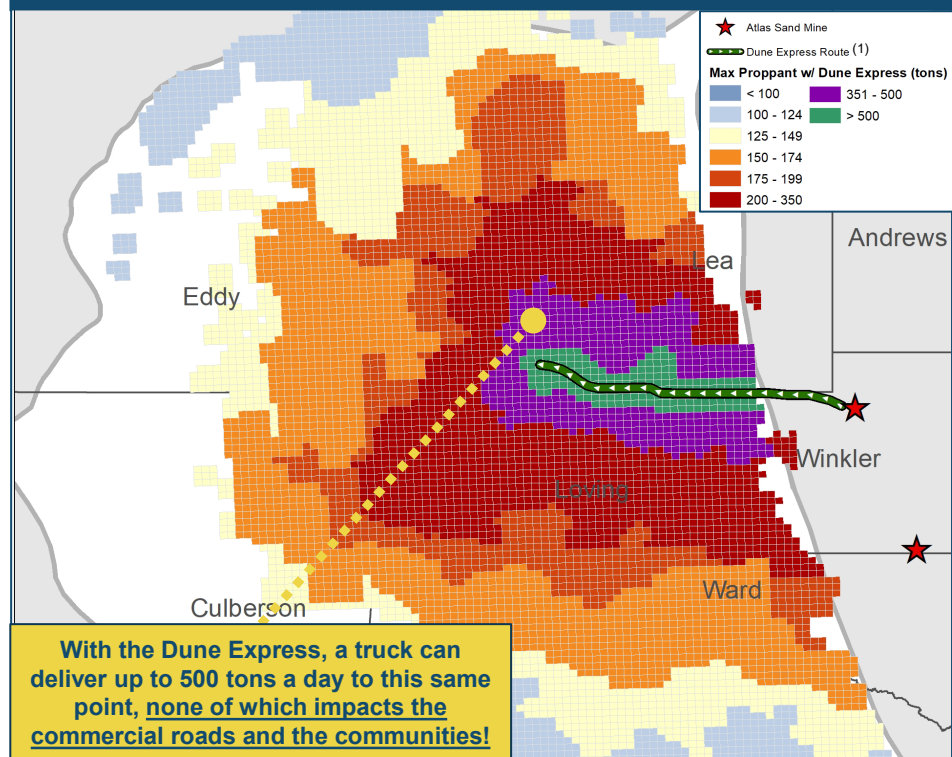 Atlas Sand Mine
Dune Express Route (1)
Max Proppant w/ Dune Express (tons)
< 100
351 - 500
100 - 124
> 500
125 - 149
150 - 174
175 - 199
200 - 350
Andrews
Lea
Eddy
Winkler
Loving
Ward
Culberson
With the Dune Express, a truck can
deliver up to 500 tons a day to this same
point, none of which impacts the
commercial roads and the communities!